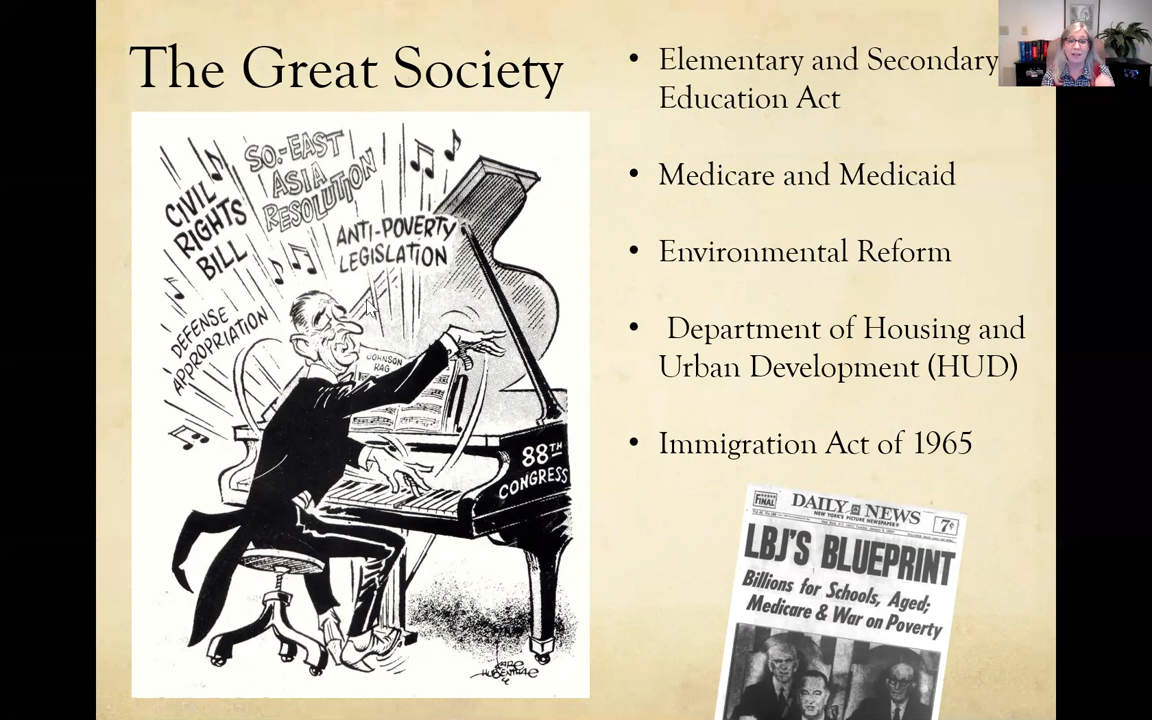 The Great Society
CIVIL
RIGHTS
BILL
SO.-EAST
ASIA
RESOLUTION
ANTI-POVERTY
LEGISLATION
DEFENSE
APPROPRIATION
JOHNSON
RAG
88TH
CONGRESS
• Elementary and Secondary
Education Act
• Medicare and Medicaid
• Environmental Reform
• Department of Housing and
Urban Development (HUD)
• Immigration Act of 1965
FINAL
DAILY NEWS
NEW YORK'S PICTURE NEWSPAPER
7¢
LBJ'S BLUEPRINT
Billions for Schools, Aged;
Medicare & War on Poverty